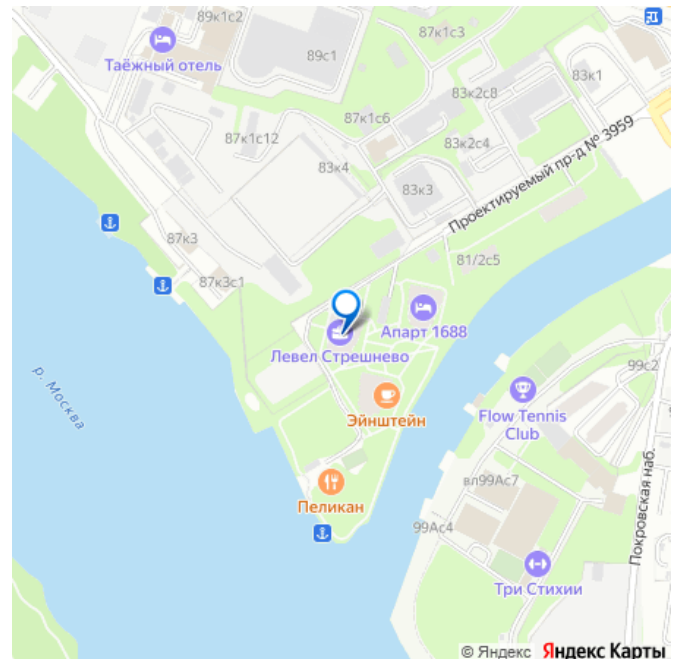 89к1с2
87к1с3
Таёжный отель
89с1
83к1
83к2с8
87к1с6
87к1с12
83к2с4
83к4
83к3
Проектируемый пр-д № 3959
87к3
81/2с5
87к3с1
Апарт 1688
Левел Стрешнево
р. Москва
99с2
Эйнштейн
Flow Tennis
Club
вл99Ас7
Пеликан
99Ас4
Покровская наб.
Три Стихии
© Яндекс Яндекс Карты